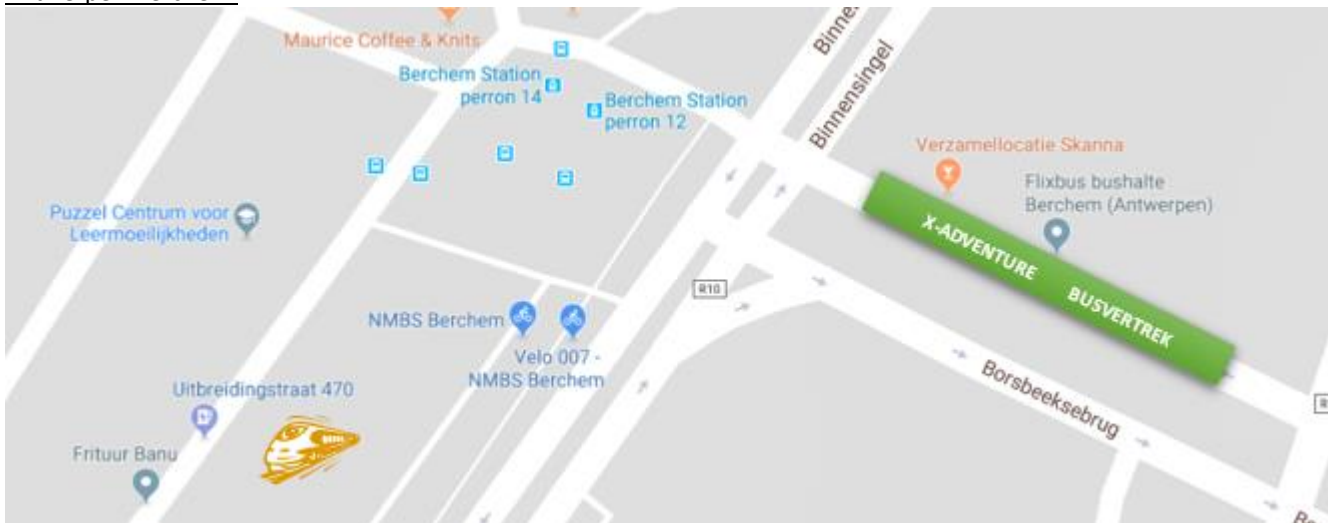 Maurice Coffee & Knits
Berchem Station
perron 14
Berchem Station
perron 12
Binnensingel
Verzamellocatie Skanna
Flixbus bushalte
Berchem (Antwerpen)
Puzzel Centrum voor
Leermoeilijkheden
X-ADVENTURE BUSVERTREK
R10
NMBS Berchem
Velo 007 -
NMBS Berchem
Uitbreidingstraat 470
Borsbeeksebrug
Frituur Banu